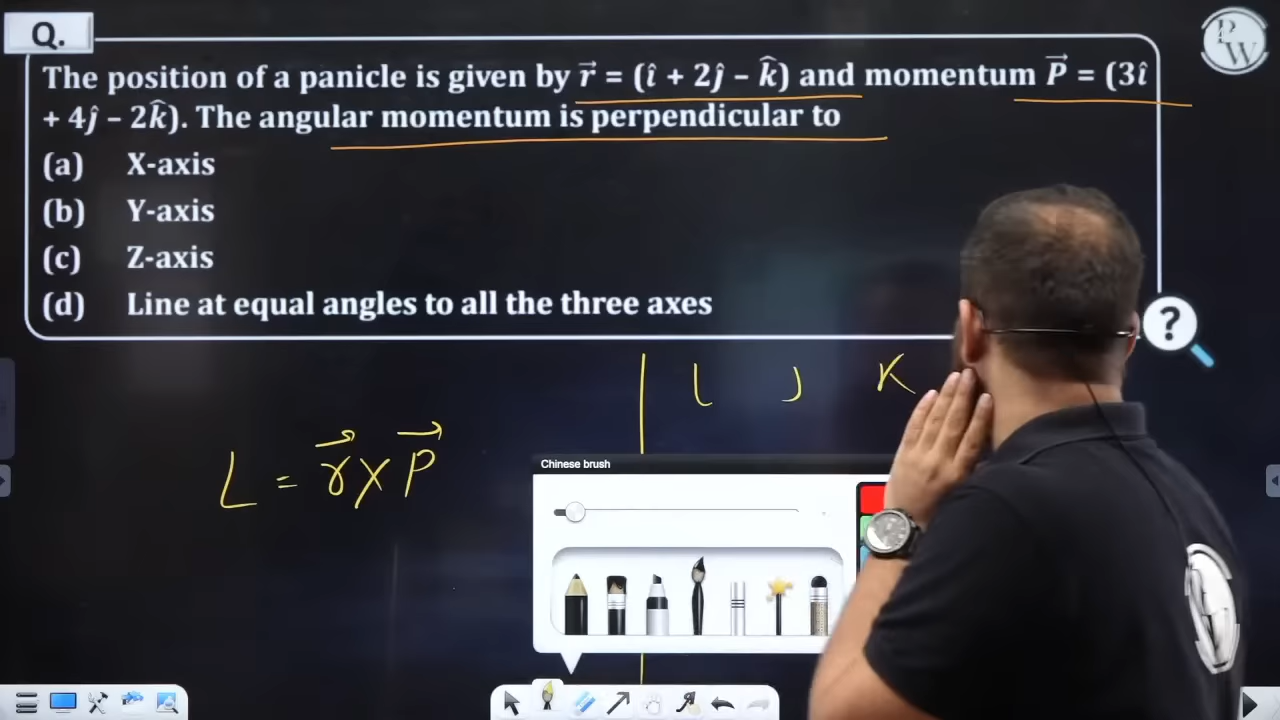 Q.
The position of a panicle is given by r⃗ = (î + 2ĵ – k̂) and momentum P⃗ = (3î
+ 4ĵ – 2k̂). The angular momentum is perpendicular to
(a) X-axis
(b) Y-axis
(c) Z-axis
(d) Line at equal angles to all the three axes
?
PW
l J K
L = r⃗ X P⃗
Chinese brush